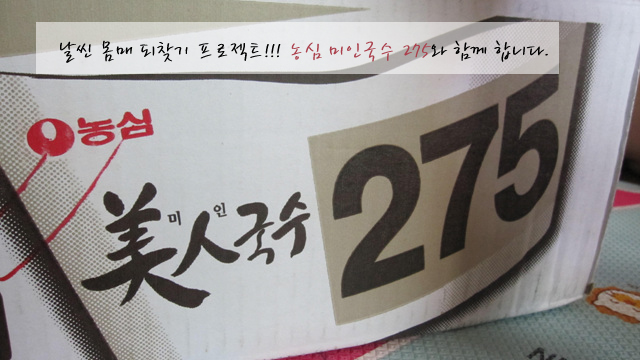 날씬 몸매 되찾기 프로젝트!!! 농심 미인국수 275와 함께 합니다.
농심
美人국수
미 인
275